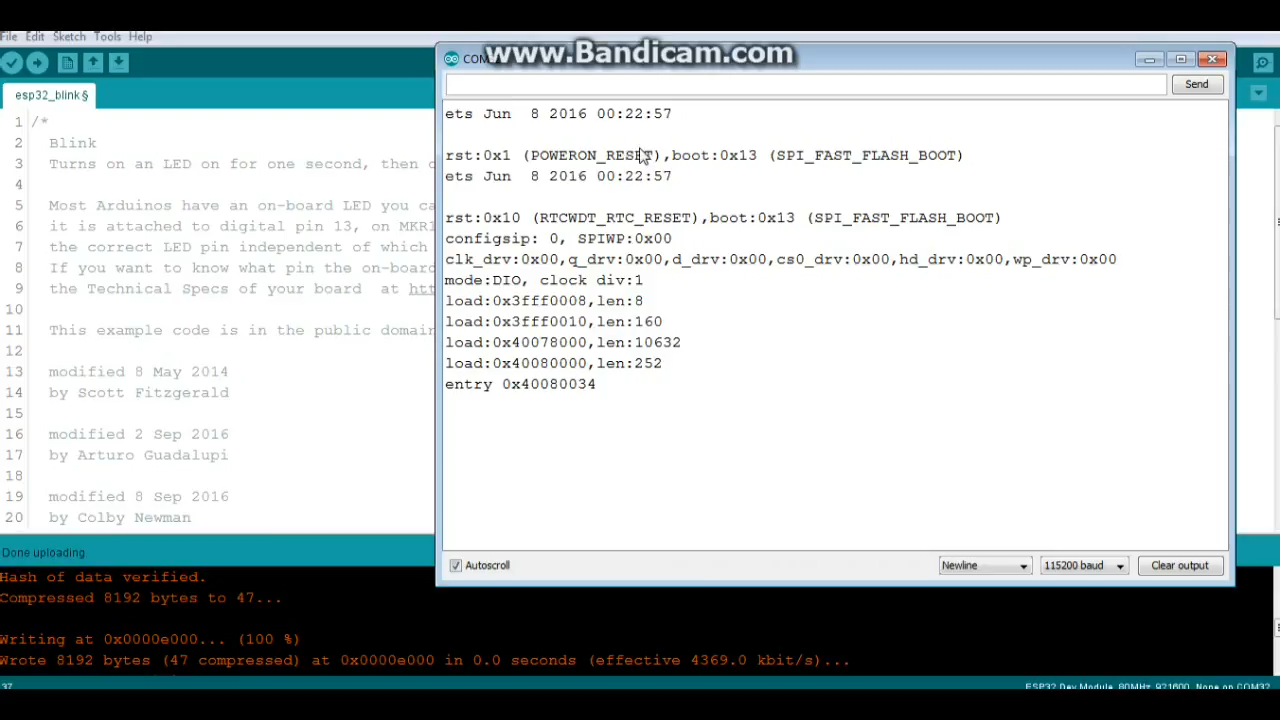 www.Bandicam.com
File Edit Sketch Tools Help
COM
esp32_blink§
Send
1 /*
2 Blink
3 Turns on an LED on for one second, then
4
5 Most Arduinos have an on-board LED you
6 it is attached to digital pin 13, on MKR1
7 the correct LED pin independent of which
8 If you want to know what pin the on-board
9 the Technical Specs of your board at
10
11 This example code is in the public domain
12
13 modified 8 May 2014
14 by Scott Fitzgerald
15
16 modified 2 Sep 2016
17 by Arturo Guadalupi
18
19 modified 8 Sep 2016
20 by Colby Newman
ets Jun 8 2016 00:22:57
rst:0x1 (POWERON_RESET),boot:0x13 (SPI_FAST_FLASH_BOOT)
ets Jun 8 2016 00:22:57
rst:0x10 (RTCWDT_RTC_RESET),boot:0x13 (SPI_FAST_FLASH_BOOT)
configsip: 0, SPIWP:0x00
clk_drv:0x00,q_drv:0x00,d_drv:0x00,cs0_drv:0x00,hd_drv:0x00,wp_drv:0x00
mode:DIO, clock div:1
load:0x3fff0008,len:8
load:0x3fff0010,len:160
load:0x40078000,len:10632
load:0x40080000,len:252
entry 0x40080034
Autoscroll Newline 115200 baud Clear output
Done uploading
Hash of data verified.
Compressed 8192 bytes to 47...
Writing at 0x0000e000... (100 %)
Wrote 8192 bytes (47 compressed) at 0x0000e000 in 0.0 seconds (effective 4369.0 kbit/s)...
37 ESP32 Dev Module, 80MHz, 921600, None on COM32